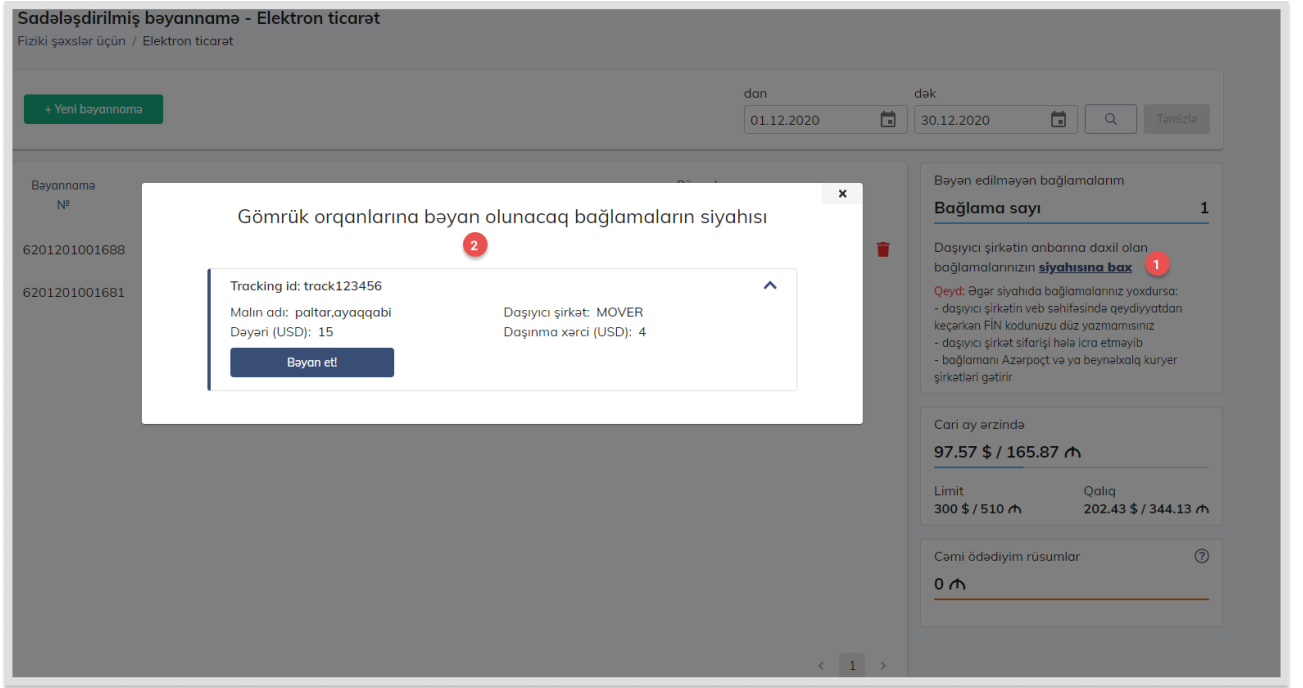 Sadələşdirilmiş bəyannamə - Elektron ticarət
Fiziki şəxslər üçün / Elektron ticarət
+ Yeni bəyannamə
dan
dək
01.12.2020
30.12.2020
Təmizlə
Bəyannamə
№
6201201001688
6201201001681
×
Gömrük orqanlarına bəyan olunacaq bağlamaların siyahısı
2
Tracking id: track123456
Malın adı: paltar,ayaqqabi
Daşıyıcı şirkət: MOVER
Dəyəri (USD): 15
Daşınma xərci (USD): 4
Bəyan et!
Bəyan edilməyən bağlamalarım
Bağlama sayı 1
Daşıyıcı şirkətin anbarına daxil olan
bağlamalarınızın siyahısına bax
1
Qeyd: Əgər siyahıda bağlamalarınız yoxdursa:
- daşıyıcı şirkətin veb səhifəsində qeydiyyatdan
keçərkən FİN kodunuzu düz yazmamısınız
- daşıyıcı şirkət sifarişi hələ icra etməyib
- bağlamanı Azərpoçt və ya beynəlxalq kuryer
şirkətləri gətirir
Cari ay ərzində
97.57 $ / 165.87 ₼
Limit
Qalıq
300 $ / 510 ₼
202.43 $ / 344.13 ₼
Cəmi ödədiyim rüsumlar ?
0 ₼
< 1 >